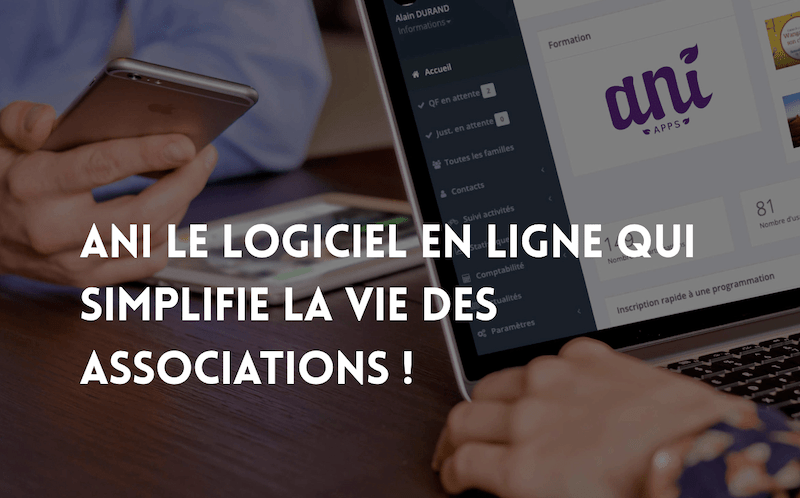 Alain DURAND
Informations
Accueil
QF en attente 2
Just. en attente 0
Toutes les familles
Contacts
Suivi activités
Comptabilité
Paramètres
Formation
ani
APPS
81
Inscription rapide à une programmation
ANI LE LOGICIEL EN LIGNE QUI
SIMPLIFIE LA VIE DES
ASSOCIATIONS !